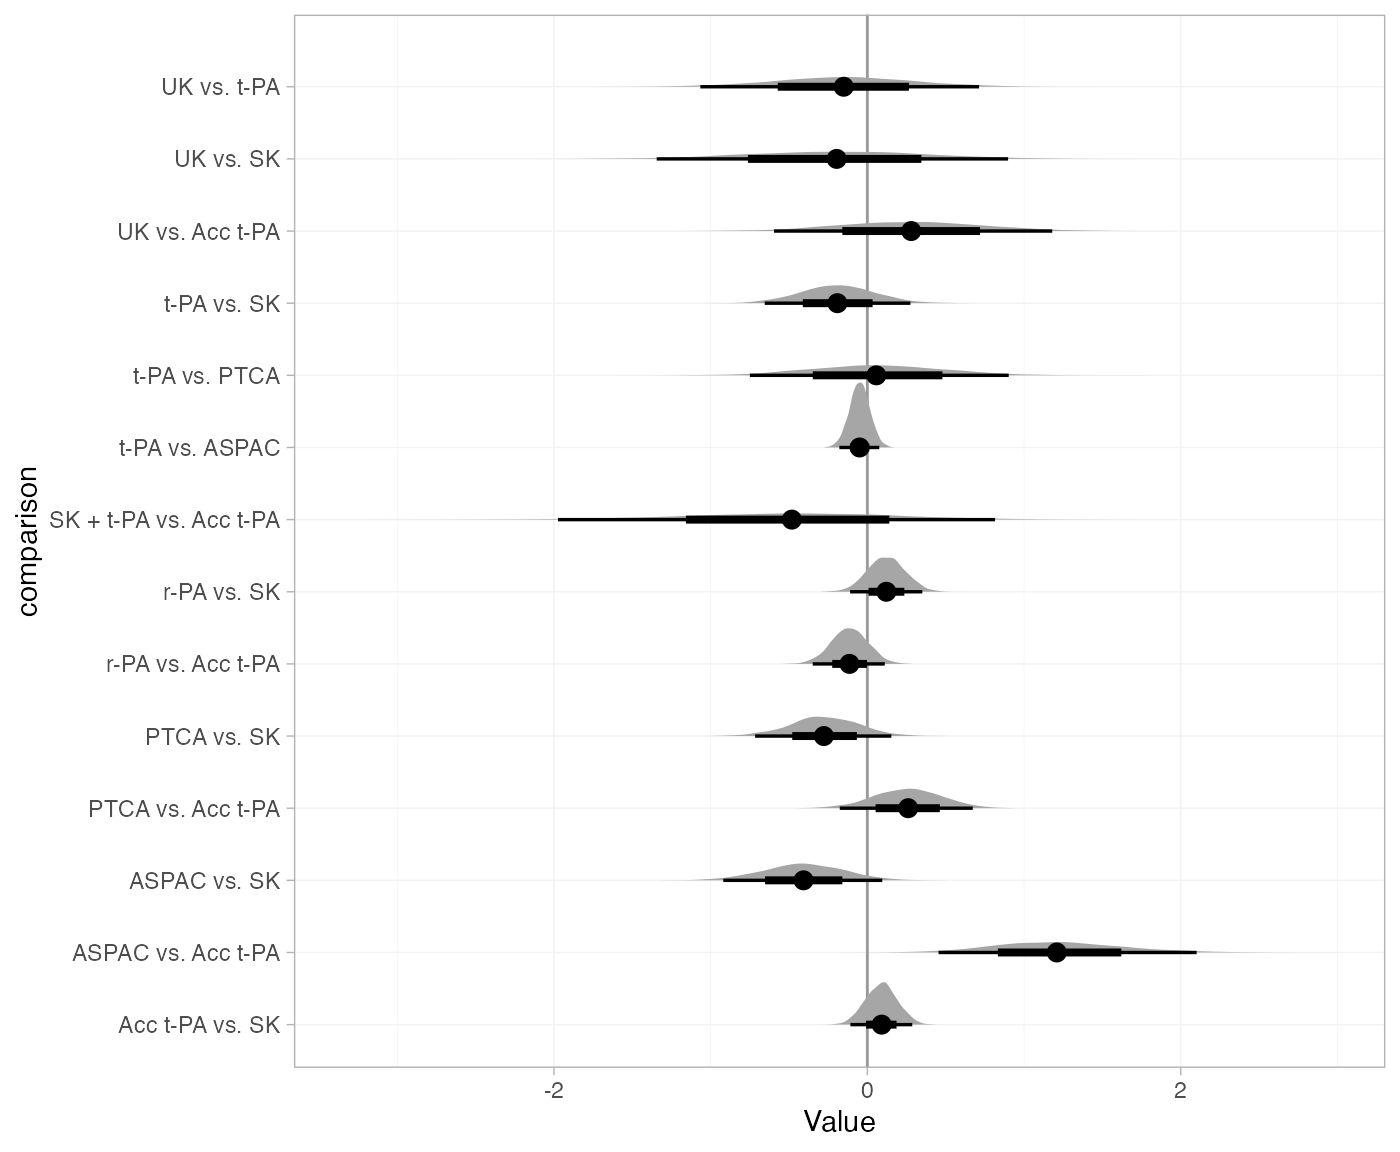 UK vs. t-PA
UK vs. SK
UK vs. Acc t-PA
t-PA vs. SK
t-PA vs. PTCA
t-PA vs. ASPAC
SK + t-PA vs. Acc t-PA
r-PA vs. SK
r-PA vs. Acc t-PA
PTCA vs. SK
PTCA vs. Acc t-PA
ASPAC vs. SK
ASPAC vs. Acc t-PA
Acc t-PA vs. SK
comparison
-2 0 2
Value